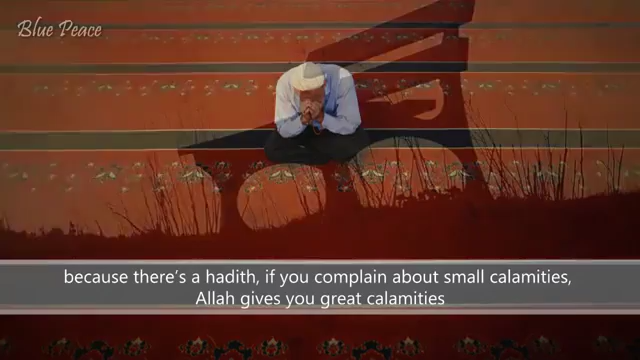 Blue Peace
because there's a hadith, if you complain about small calamities,
Allah gives you great calamities